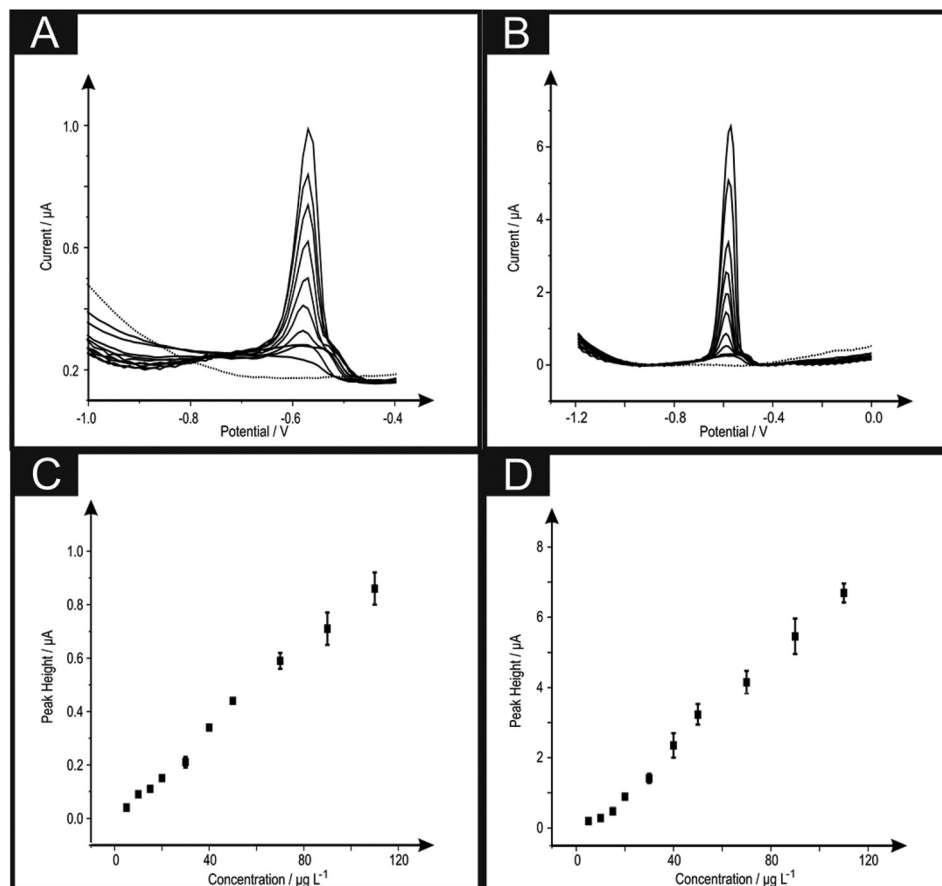 A
Current / µA
1.0
0.6
0.2
-1.0
-0.8
-0.6
-0.4
Potential / V
B
Current / µA
6
4
2
0
-1.2
-0.8
-0.4
0.0
Potential / V
C
Peak Height / µA
1.0
0.8
0.6
0.4
0.2
0.0
0
40
80
120
Concentration / µg L⁻¹
D
Peak Height / µA
8
6
4
2
0
0
40
80
120
Concentration / µg L⁻¹